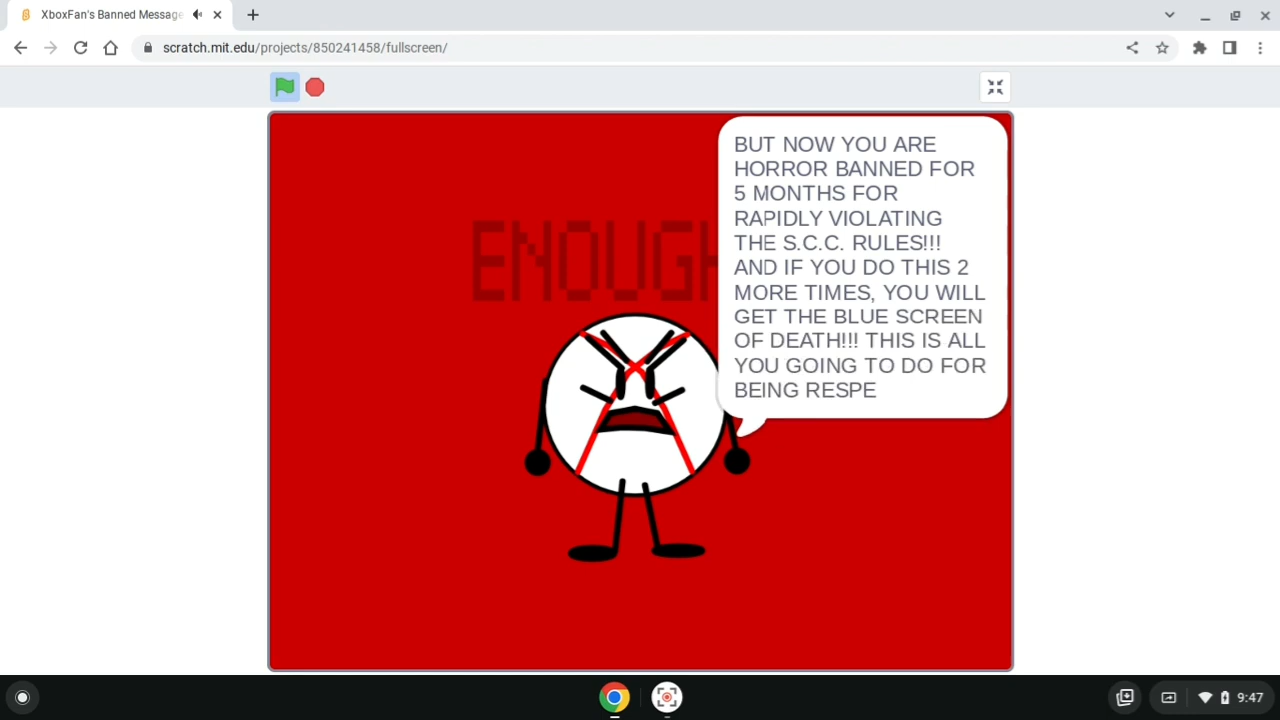 XboxFan's Banned Message
scratch.mit.edu/projects/850241458/fullscreen/
BUT NOW YOU ARE
HORROR BANNED FOR
5 MONTHS FOR
RAPIDLY VIOLATING
THE S.C.C. RULES!!!
AND IF YOU DO THIS 2
MORE TIMES, YOU WILL
GET THE BLUE SCREEN
OF DEATH!!! THIS IS ALL
YOU GOING TO DO FOR
BEING RESPE
ENOUGH
9:47